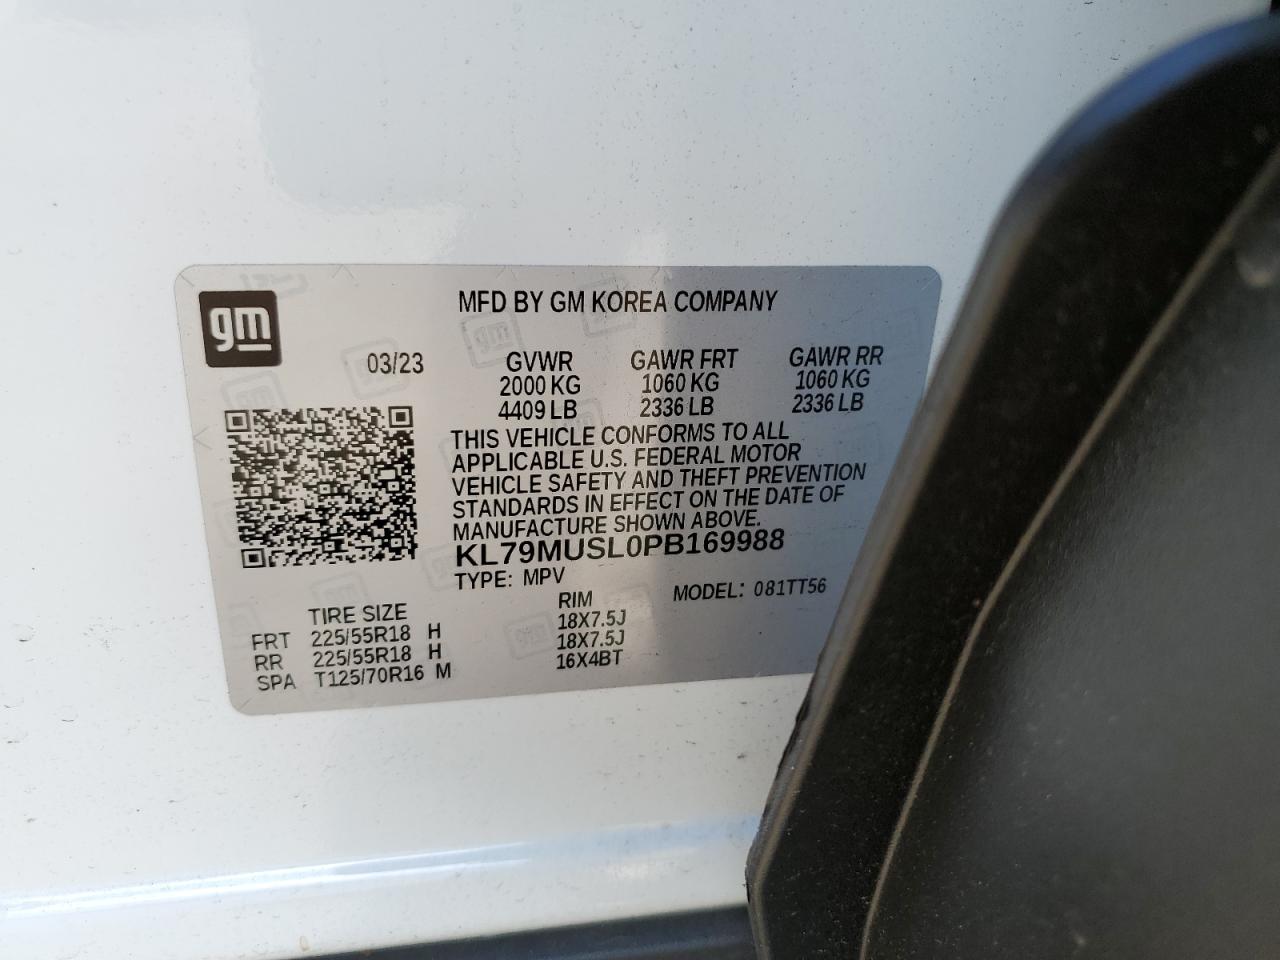 gm
MFD BY GM KOREA COMPANY
03/23 GVWR GAWR FRT GAWR RR
2000 KG 1060 KG 1060 KG
4409 LB 2336 LB 2336 LB
THIS VEHICLE CONFORMS TO ALL
APPLICABLE U.S. FEDERAL MOTOR
VEHICLE SAFETY AND THEFT PREVENTION
STANDARDS IN EFFECT ON THE DATE OF
MANUFACTURE SHOWN ABOVE.
KL79MUSL0PB169988
TYPE: MPV MODEL: 081TT56
TIRE SIZE RIM
FRT 225/55R18 H 18X7.5J
RR 225/55R18 H 18X7.5J
SPA T125/70R16 M 16X4BT